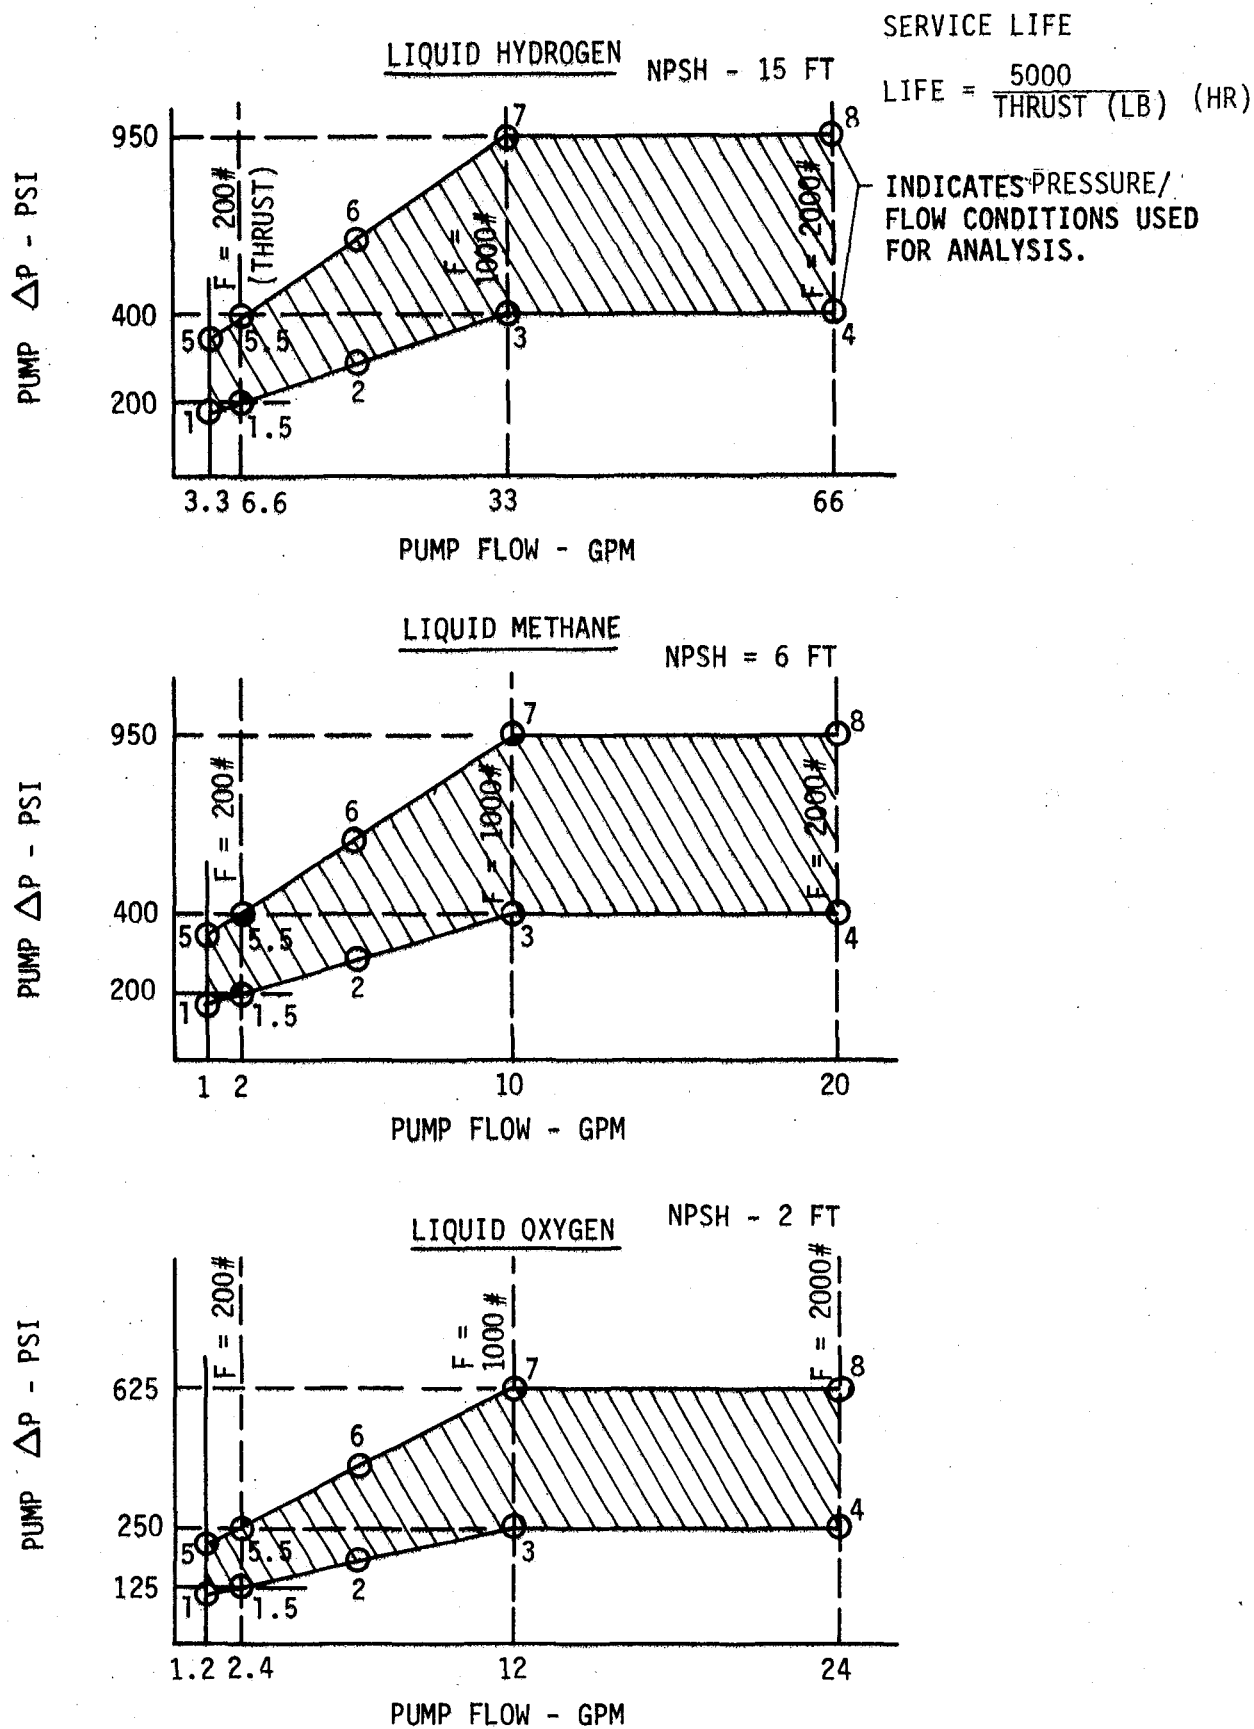 SERVICE LIFE
LIFE = 5000
THRUST (LB) (HR)
LIQUID HYDROGEN
NPSH - 15 FT
PUMP ΔP - PSI
950
400
200
F = 200#
(THRUST)
F =
1000#
F = 2000#
7
8
6
5
5.5
3
4
2
1
1.5
INDICATES PRESSURE/
FLOW CONDITIONS USED
FOR ANALYSIS.
3.3 6.6 33 66
PUMP FLOW - GPM
LIQUID METHANE
NPSH = 6 FT
PUMP ΔP - PSI
950
400
200
F = 200#
F = 1000#
F = 2000#
7
8
6
5
5.5
3
4
2
1
1.5
1 2 10 20
PUMP FLOW - GPM
LIQUID OXYGEN
NPSH - 2 FT
PUMP ΔP - PSI
625
250
125
F = 200#
F =
1000#
F = 2000#
7
8
6
5
5.5
3
4
2
1
1.5
1.2 2.4 12 24
PUMP FLOW - GPM